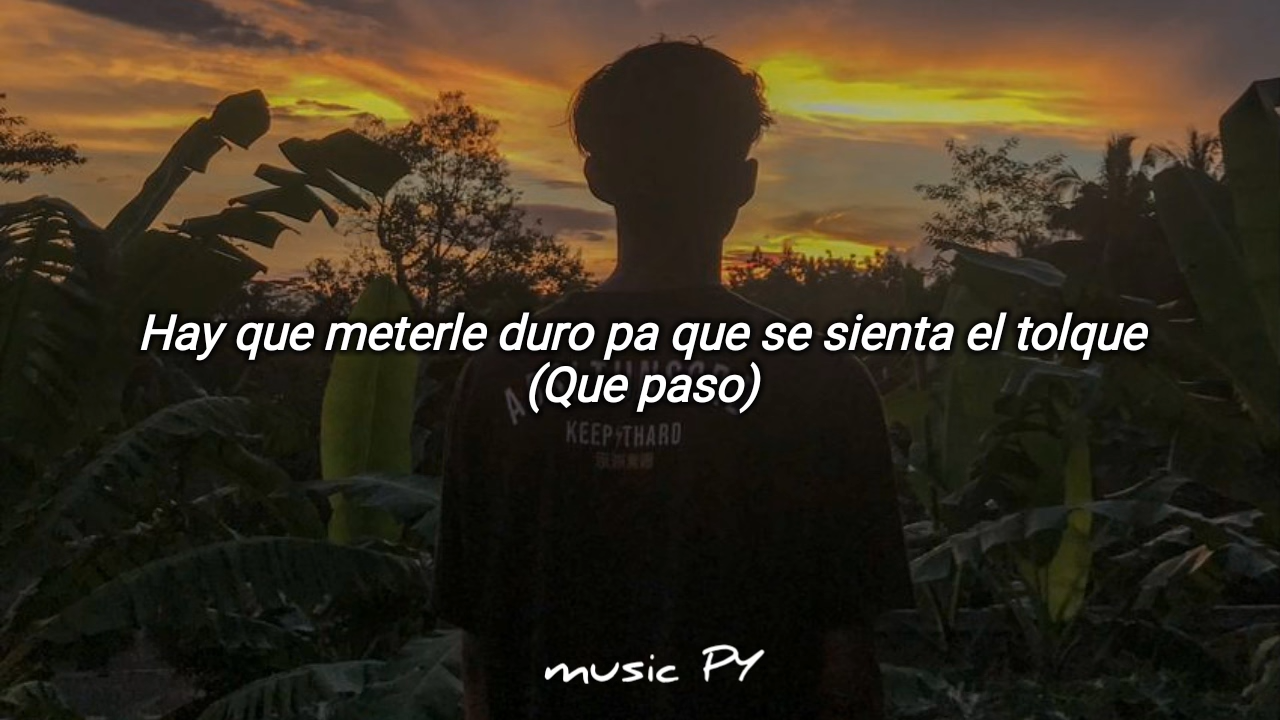 Hay que meterle duro pa que se sienta el tolque
(Que paso)
KEEP THARD
music PY